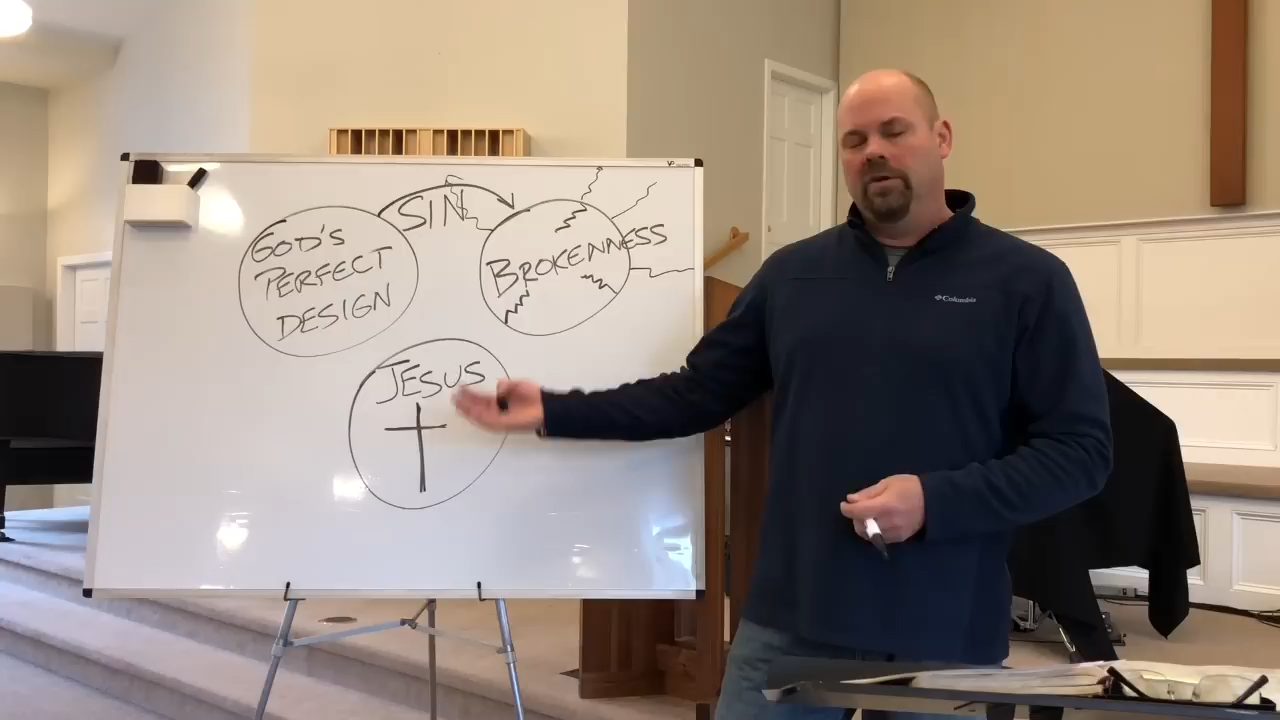 SIN
GOD'S
PERFECT
DESIGN
BROKENNESS
JESUS
Columbia